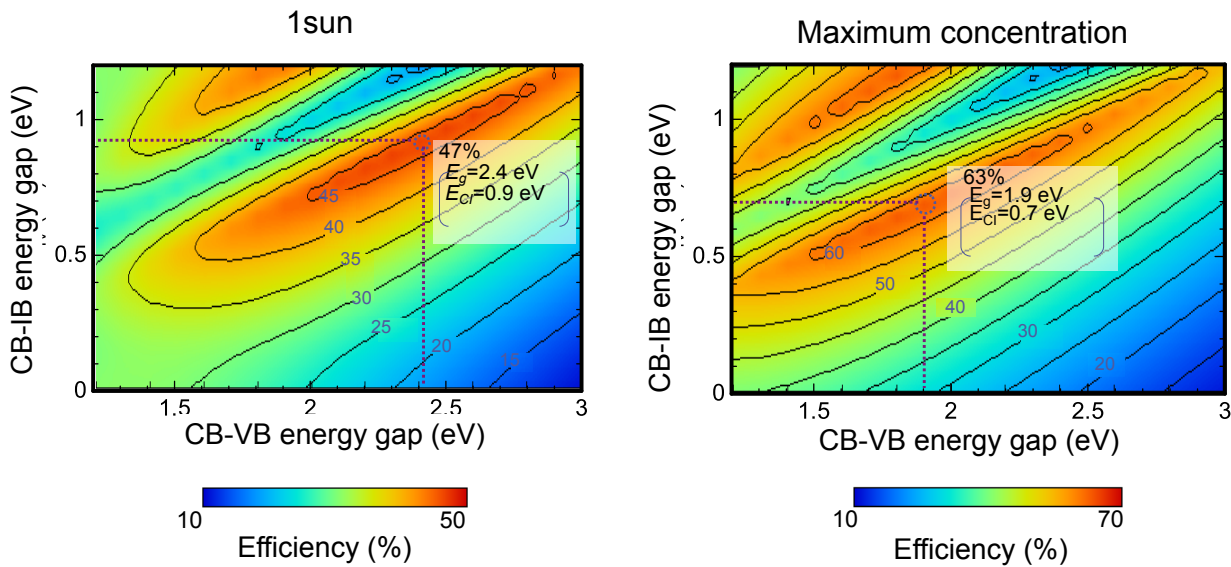 1sun
CB-IB energy gap (eV)
1
0.5
0
47%
Eg=2.4 eV
ECI=0.9 eV
45
40
35
30
25
20
15
1.5
2
2.5
3
CB-VB energy gap (eV)
10
50
Efficiency (%)
Maximum concentration
CB-IB energy gap (eV)
1
0.5
0
63%
Eg=1.9 eV
ECI=0.7 eV
60
50
40
30
20
1.5
2
2.5
3
CB-VB energy gap (eV)
10
70
Efficiency (%)